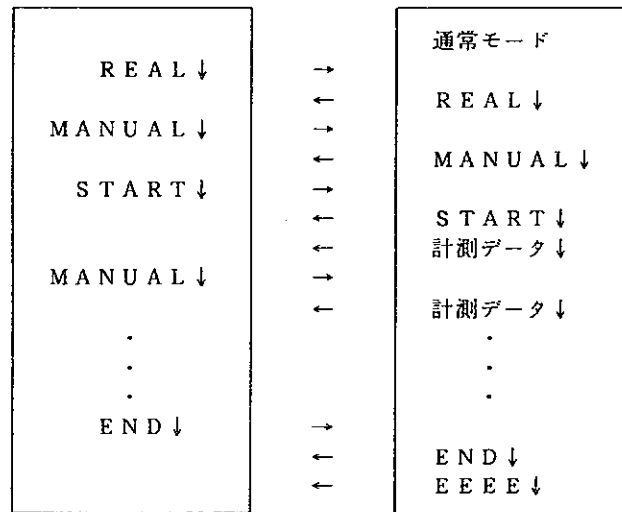 通常モード
REAL↓ →
← REAL↓
MANUAL↓ →
← MANUAL↓
START↓ →
← START↓
← 計測データ↓
MANUAL↓ →
← 計測データ↓
・ ・
・ ・
・ ・
END↓ →
← END↓
← EEEE↓